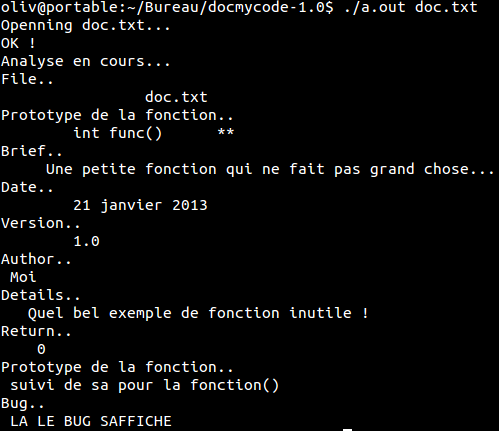 oliv@portable:~/Bureau/docmycode-1.0$ ./a.out doc.txt
Openning doc.txt...
OK !
Analyse en cours...
File..
doc.txt
Prototype de la fonction..
int func() **
Brief..
Une petite fonction qui ne fait pas grand chose...
Date..
21 janvier 2013
Version..
1.0
Author..
Moi
Details..
Quel bel exemple de fonction inutile !
Return..
0
Prototype de la fonction..
suivi de sa pour la fonction()
Bug..
LA LE BUG SAFFICHE